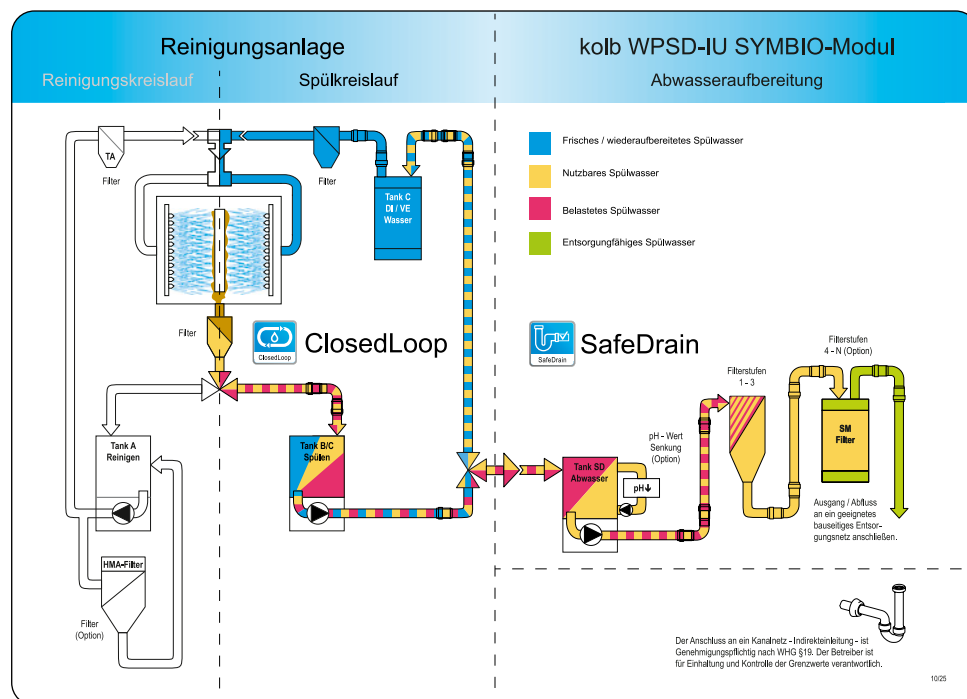 Reinigungsanlage
kolb WPSD-IU SYMBIO-Modul
Reinigungskreislauf
Spülkreislauf
Abwasseraufbereitung
TA
Filter
Filter
Tank C
DI / VE
Wasser
Frisches / wiederaufbereitetes Spülwasser
Nutzbares Spülwasser
Belastetes Spülwasser
Entsorgungfähiges Spülwasser
Filter
ClosedLoop
ClosedLoop
SafeDrain
SafeDrain
Filterstufen
1 - 3
Filterstufen
4 - N (Option)
Tank A
Reinigen
Tank B/C
Spülen
Tank SD
Abwasser
pH - Wert
Senkung
(Option)
pH
SM
Filter
Ausgang / Abfluss
an ein geeignetes
bauseitiges Entsor-
gungsnetz anschließen.
HMA-Filter
Filter
(Option)
Der Anschluss an ein Kanalnetz - Indirekteinleitung - ist
Genehmigungspflichtig nach WHG §19. Der Betreiber ist
für Einhaltung und Kontrolle der Grenzwerte verantwortlich.
10/25